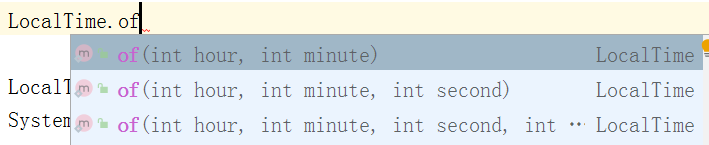 LocalTime.of
of(int hour, int minute) LocalTime
of(int hour, int minute, int second) LocalTime
of(int hour, int minute, int second, int ⋯ LocalTime
LocalT
System